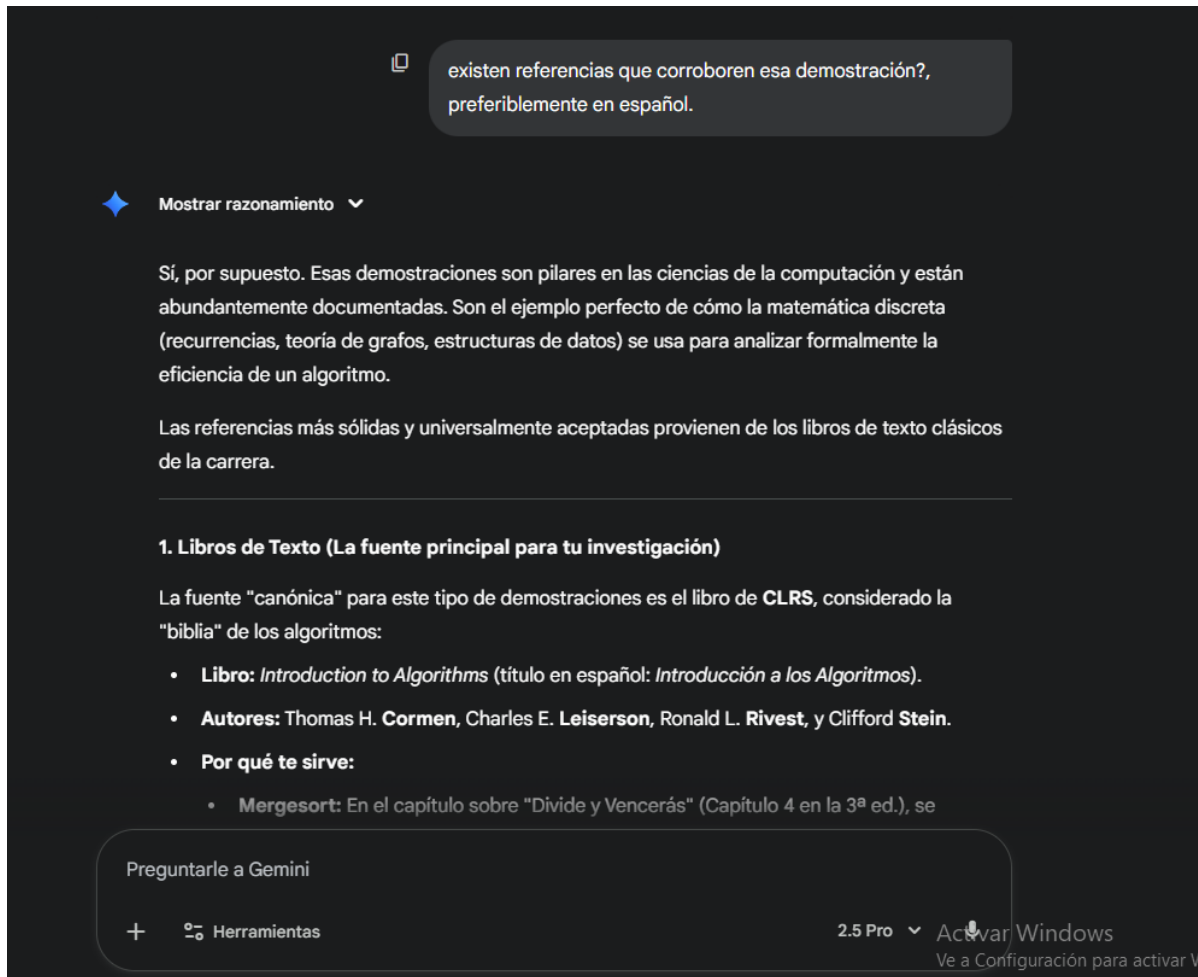 existen referencias que corroboren esa demostración?,
preferiblemente en español.
Mostrar razonamiento
Sí, por supuesto. Esas demostraciones son pilares en las ciencias de la computación y están
abundantemente documentadas. Son el ejemplo perfecto de cómo la matemática discreta
(recurrencias, teoría de grafos, estructuras de datos) se usa para analizar formalmente la
eficiencia de un algoritmo.
Las referencias más sólidas y universalmente aceptadas provienen de los libros de texto clásicos
de la carrera.
1. Libros de Texto (La fuente principal para tu investigación)
La fuente "canónica" para este tipo de demostraciones es el libro de CLRS, considerado la
"biblia" de los algoritmos:
• Libro: Introduction to Algorithms (título en español: Introducción a los Algoritmos).
• Autores: Thomas H. Cormen, Charles E. Leiserson, Ronald L. Rivest, y Clifford Stein.
• Por qué te sirve:
• Mergesort: En el capítulo sobre "Divide y Vencerás" (Capítulo 4 en la 3ª ed.), se
Preguntarle a Gemini
Herramientas
2.5 Pro
Activar Windows
Ve a Configuración para activar